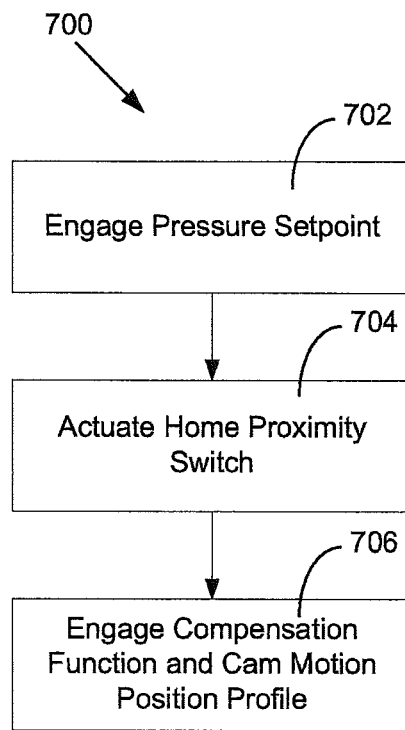 700
702
Engage Pressure Setpoint
704
Actuate Home Proximity
Switch
706
Engage Compensation
Function and Cam Motion
Position Profile